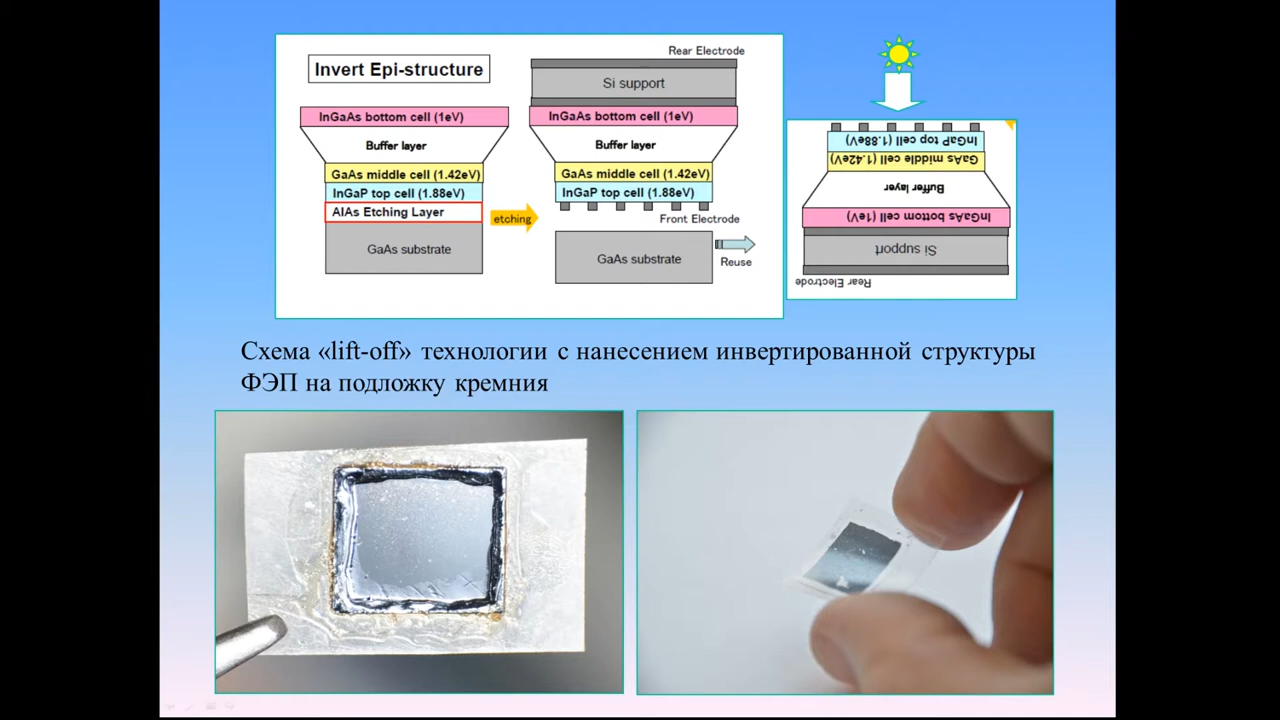 Invert Epi-structure
InGaAs bottom cell (1eV)
Buffer layer
GaAs middle cell (1.42eV)
InGaP top cell (1.88eV)
AlAs Etching Layer
GaAs substrate
etching
Rear Electrode
Si support
InGaAs bottom cell (1eV)
Buffer layer
GaAs middle cell (1.42eV)
InGaP top cell (1.88eV)
Front Electrode
GaAs substrate
Reuse
InGaP top cell (1.88eV)
GaAs middle cell (1.42eV)
Buffer layer
InGaAs bottom cell (1eV)
Si support
Rear Electrode
Схема «lift-off» технологии с нанесением инвертированной структуры
ФЭП на подложку кремния